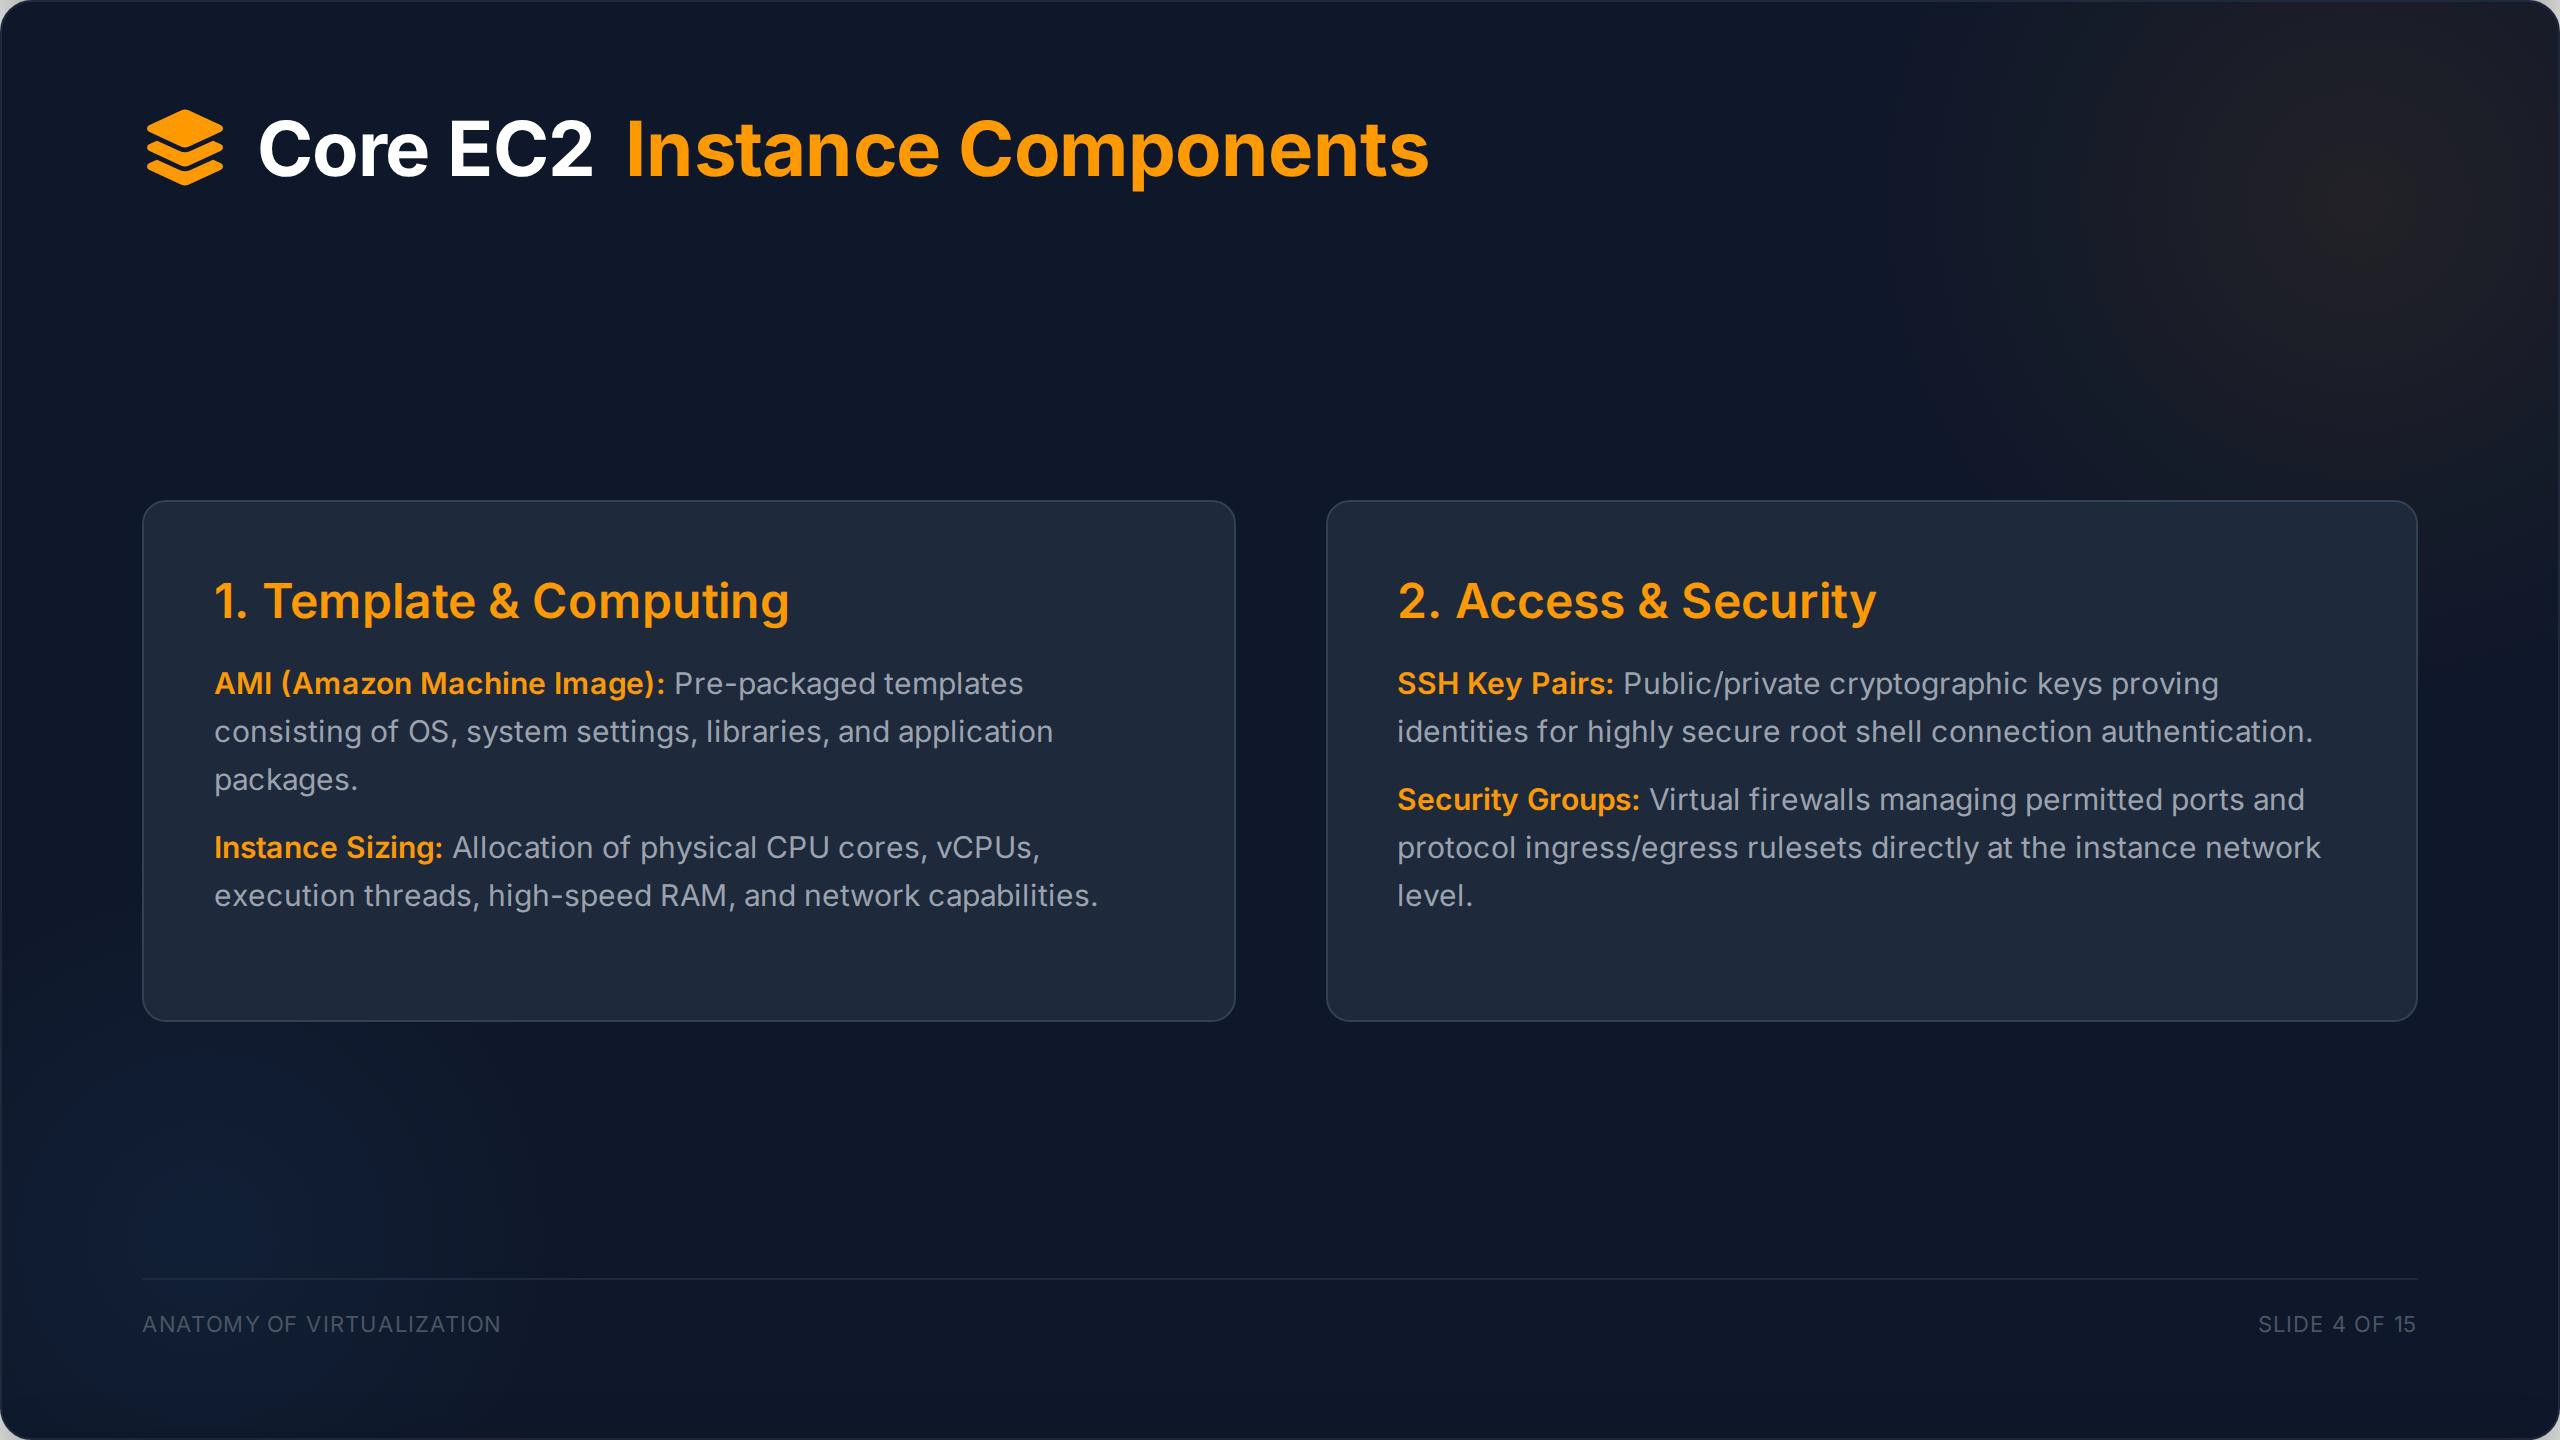 Core EC2 Instance Components
1. Template & Computing
AMI (Amazon Machine Image): Pre-packaged templates
consisting of OS, system settings, libraries, and application
packages.
Instance Sizing: Allocation of physical CPU cores, vCPUs,
execution threads, high-speed RAM, and network capabilities.
2. Access & Security
SSH Key Pairs: Public/private cryptographic keys proving
identities for highly secure root shell connection authentication.
Security Groups: Virtual firewalls managing permitted ports and
protocol ingress/egress rulesets directly at the instance network
level.
ANATOMY OF VIRTUALIZATION
SLIDE 4 OF 15